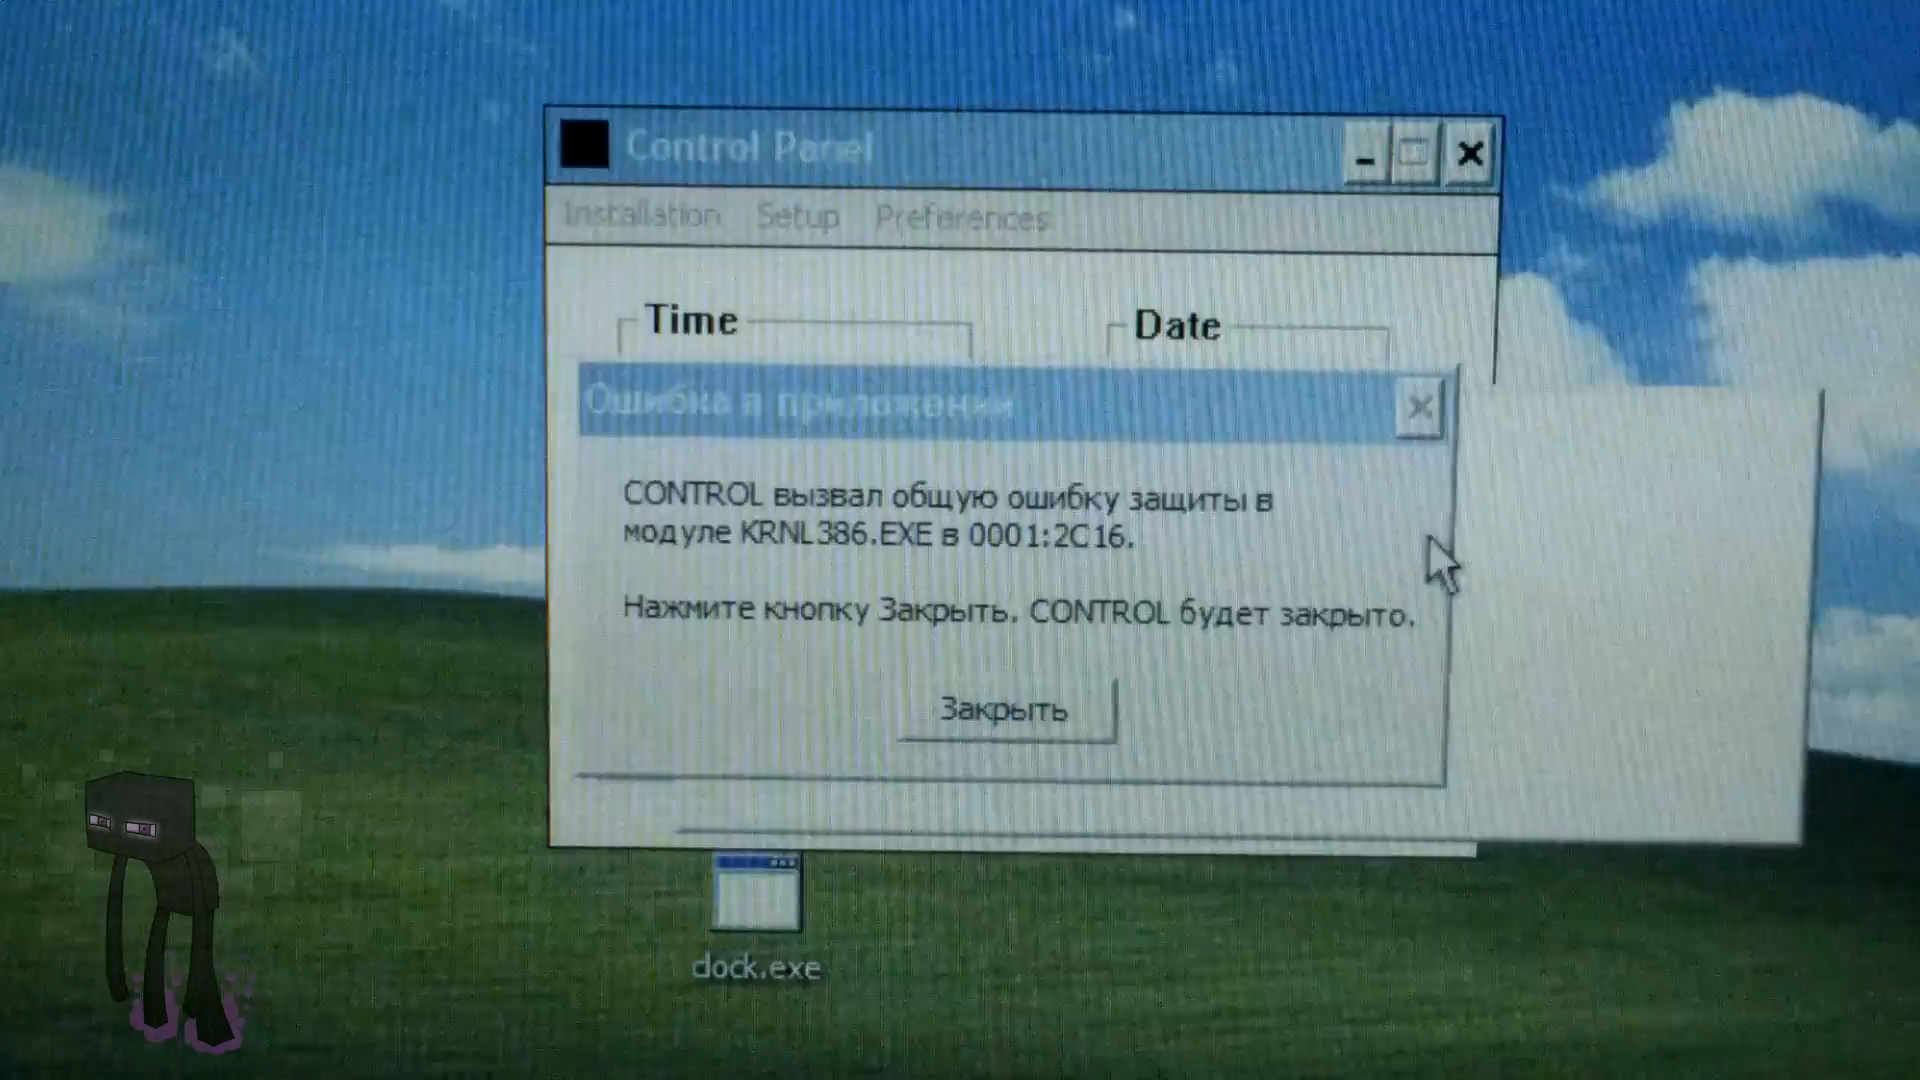 Control Panel
Installation Setup Preferences
Time Date
Ошибка в приложении
CONTROL вызвал общую ошибку защиты в
модуле KRNL386.EXE в 0001:2C16.
Нажмите кнопку Закрыть. CONTROL будет закрыто.
Закрыть
clock.exe